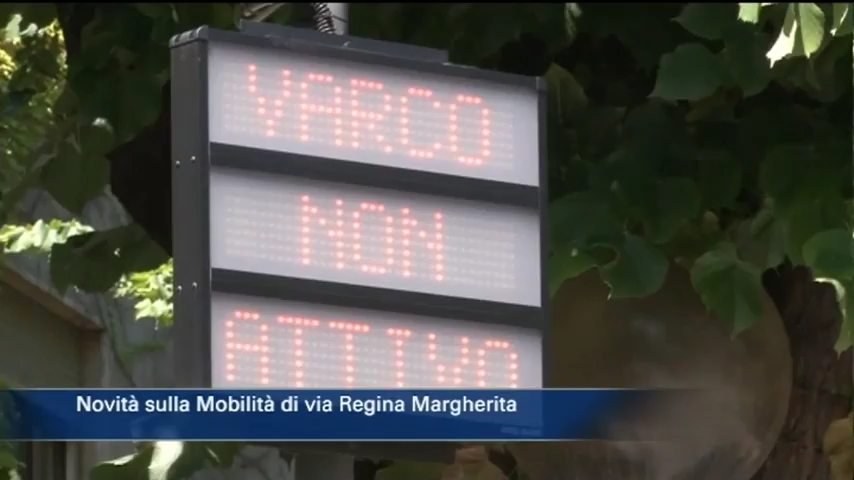 VARCO
NON
ATTIVO
Novità sulla Mobilità di via Regina Margherita